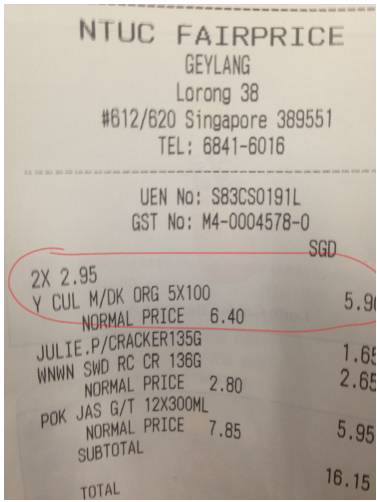 NTUC FAIRPRICE
GEYLANG
Lorong 38
#612/620 Singapore 389551
TEL: 6841-6016
UEN No: S83CS0191L
GST No: M4-0004578-0
SGD
2X 2.95
Y CUL M/DK ORG 5X100 5.90
NORMAL PRICE 6.40
JULIE.P/CRACKER135G 1.65
WNWN SWD RC CR 136G 2.65
NORMAL PRICE 2.80
POK JAS G/T 12X300ML 5.95
NORMAL PRICE 7.85
SUBTOTAL 16.15
TOTAL